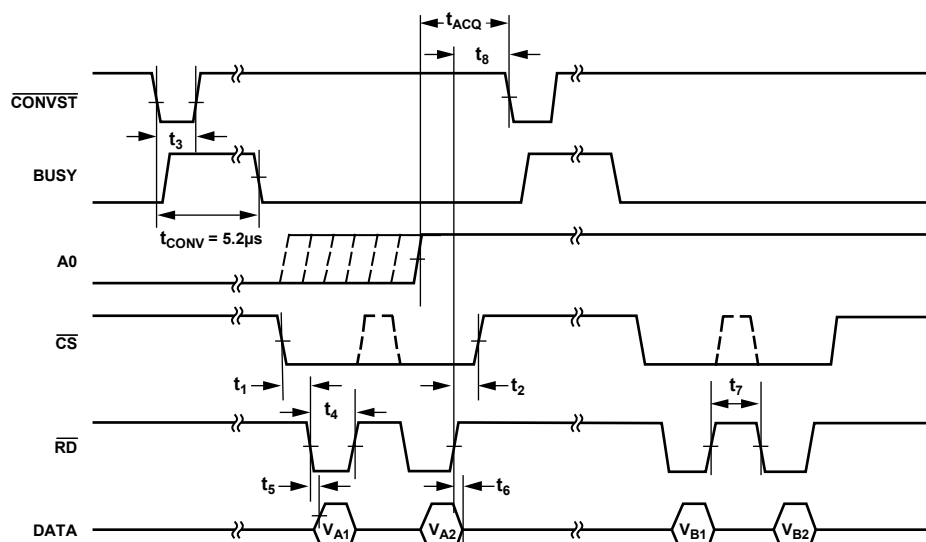 tACQ
t8
CONVST
t3
BUSY
tCONV = 5.2µs
A0
CS
t1
t2
t4
t7
RD
t5
t6
DATA
VA1
VA2
VB1
VB2